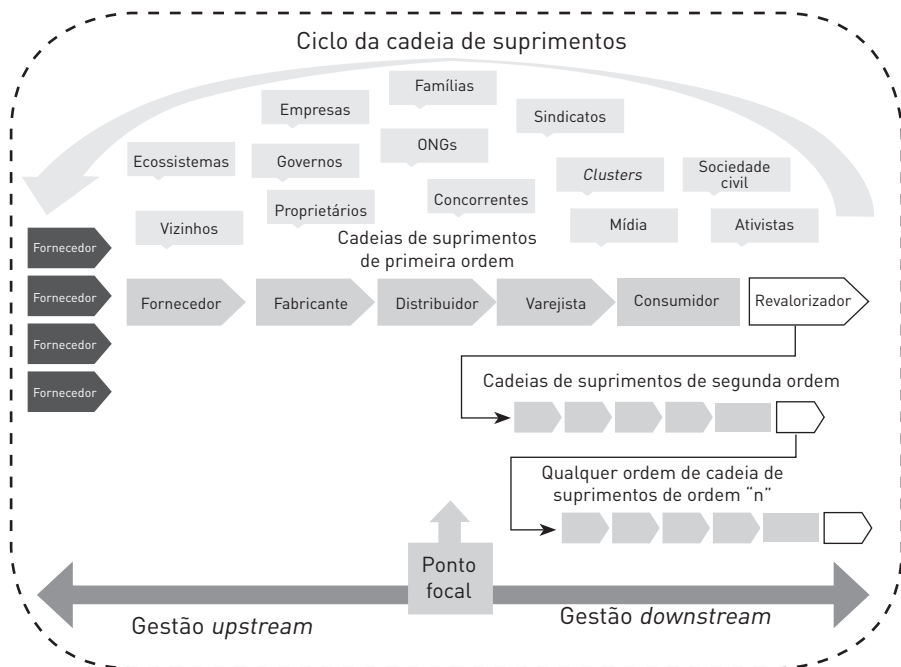 Ciclo da cadeia de suprimentos
Famílias
Empresas
Sindicatos
Ecossistemas
Governos
ONGs
Clusters
Sociedade
civil
Vizinhos
Proprietários
Concorrentes
Mídia
Ativistas
Cadeias de suprimentos
de primeira ordem
Fornecedor
Fornecedor
Fornecedor
Fornecedor
Fornecedor
Fabricante
Distribuidor
Varejista
Consumidor
Revalorizador
Cadeias de suprimentos de segunda ordem
Qualquer ordem de cadeia de
suprimentos de ordem "n"
Ponto
focal
Gestão upstream
Gestão downstream